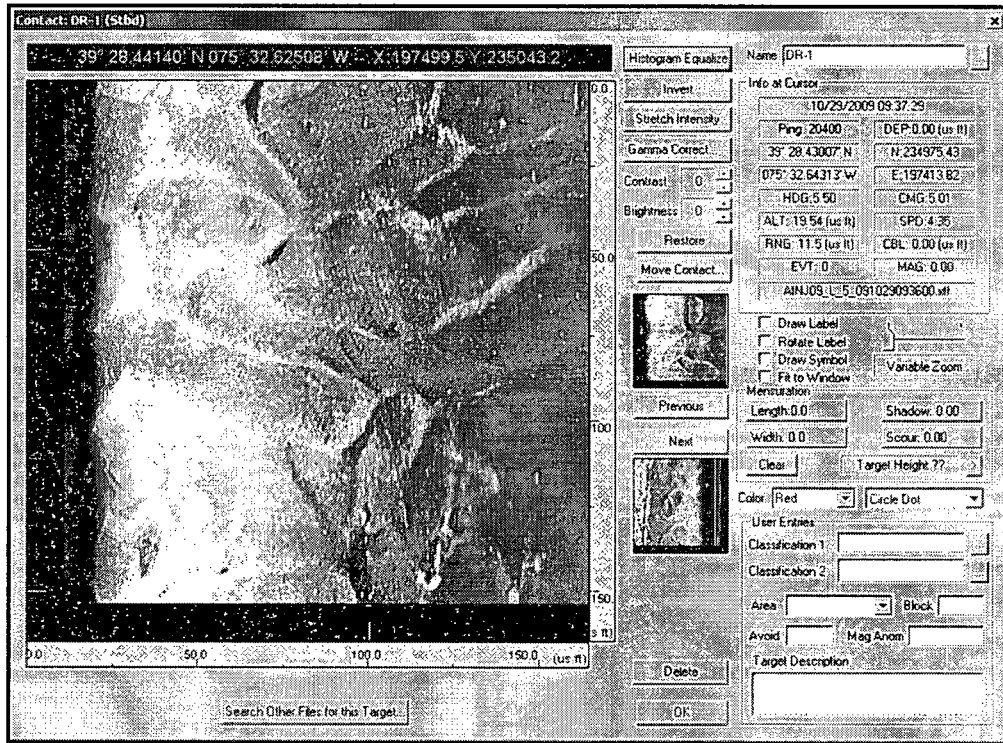 Contact: DR-1 (Stbd)
39° 28.44140' N 075° 32.62508' W X:197499.5 Y:235043.2
0.0
50.0
100
150.
s ft)
0.0 50.0 100 150.0 (us ft)
Search Other Files for this Target...
Histogram Equalize
Invert
Stretch Intensity
Gamma Correct...
Contrast 0
Brightness 0
Restore
Move Contact...
Previous
Next
Delete
OK
Name DR-1
Info at Cursor
10/29/2009 09:37:29
Ping: 20400 DEP:0.00 (us ft)
39° 28.43007' N N:234975.43
075° 32.64313' W E:197413.82
HDG:5.50 CMG:5.01
ALT: 19.54 (us ft) SPD:4.35
RNG: 11.5 (us ft) CBL: 0.00 (us ft)
EVT: 0 MAG: 0.00
AINJ09_L_5_091029093600.xtf
Draw Label
Rotate Label
Draw Symbol
Fit to Window
Variable Zoom
Mensuration
Length:0.0 Shadow: 0.00
Width: 0.0 Scour: 0.00
Clear Target Height ?? >
Color Red Circle Dot
User Entries
Classification 1
Classification 2
Area Block
Avoid Mag Anom
Target Description